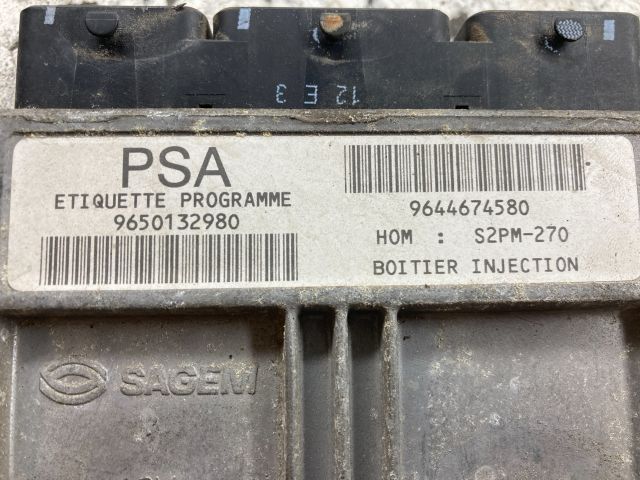 12 E 3
PSA
ETIQUETTE PROGRAMME
9650132980
9644674580
HOM : S2PM-270
BOITIER INJECTION
SAGEM